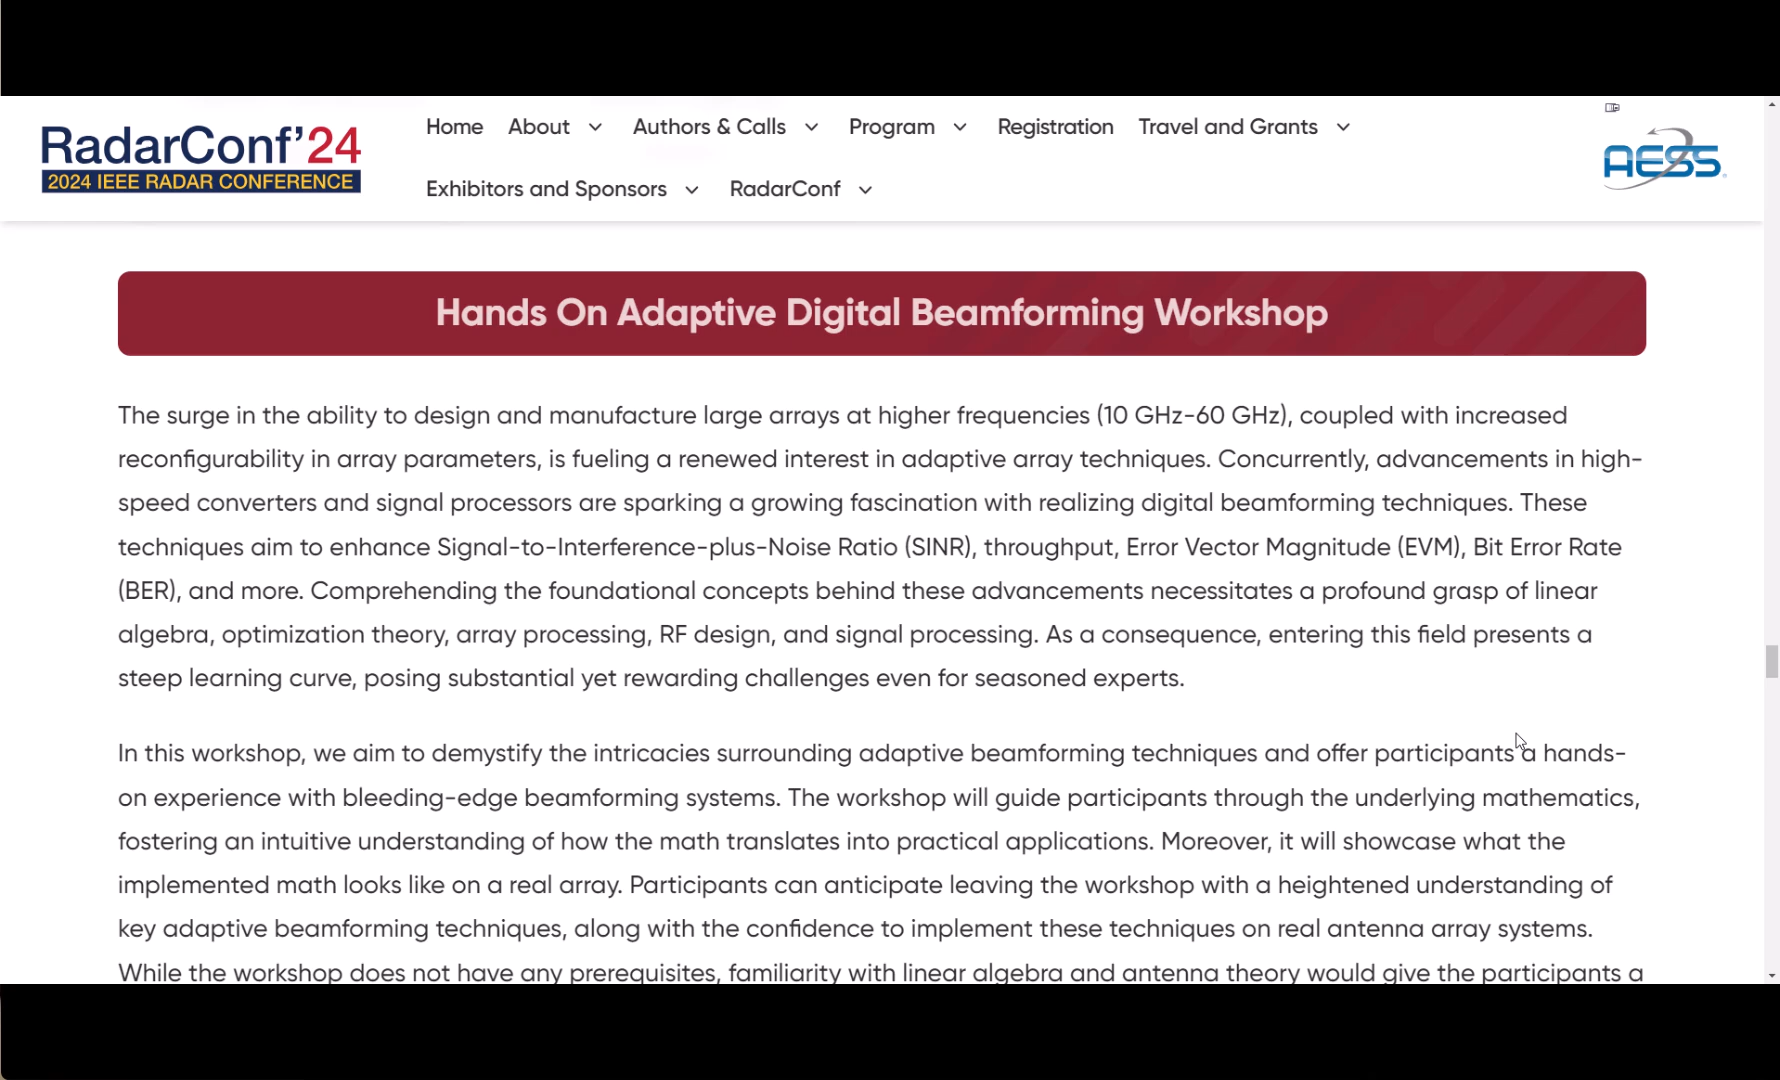 RadarConf'24
2024 IEEE RADAR CONFERENCE
Home About Authors & Calls Program Registration Travel and Grants
Exhibitors and Sponsors RadarConf
AESS
Hands On Adaptive Digital Beamforming Workshop
The surge in the ability to design and manufacture large arrays at higher frequencies (10 GHz-60 GHz), coupled with increased
reconfigurability in array parameters, is fueling a renewed interest in adaptive array techniques. Concurrently, advancements in high-
speed converters and signal processors are sparking a growing fascination with realizing digital beamforming techniques. These
techniques aim to enhance Signal-to-Interference-plus-Noise Ratio (SINR), throughput, Error Vector Magnitude (EVM), Bit Error Rate
(BER), and more. Comprehending the foundational concepts behind these advancements necessitates a profound grasp of linear
algebra, optimization theory, array processing, RF design, and signal processing. As a consequence, entering this field presents a
steep learning curve, posing substantial yet rewarding challenges even for seasoned experts.
In this workshop, we aim to demystify the intricacies surrounding adaptive beamforming techniques and offer participants a hands-
on experience with bleeding-edge beamforming systems. The workshop will guide participants through the underlying mathematics,
fostering an intuitive understanding of how the math translates into practical applications. Moreover, it will showcase what the
implemented math looks like on a real array. Participants can anticipate leaving the workshop with a heightened understanding of
key adaptive beamforming techniques, along with the confidence to implement these techniques on real antenna array systems.
While the workshop does not have any prerequisites, familiarity with linear algebra and antenna theory would give the participants a